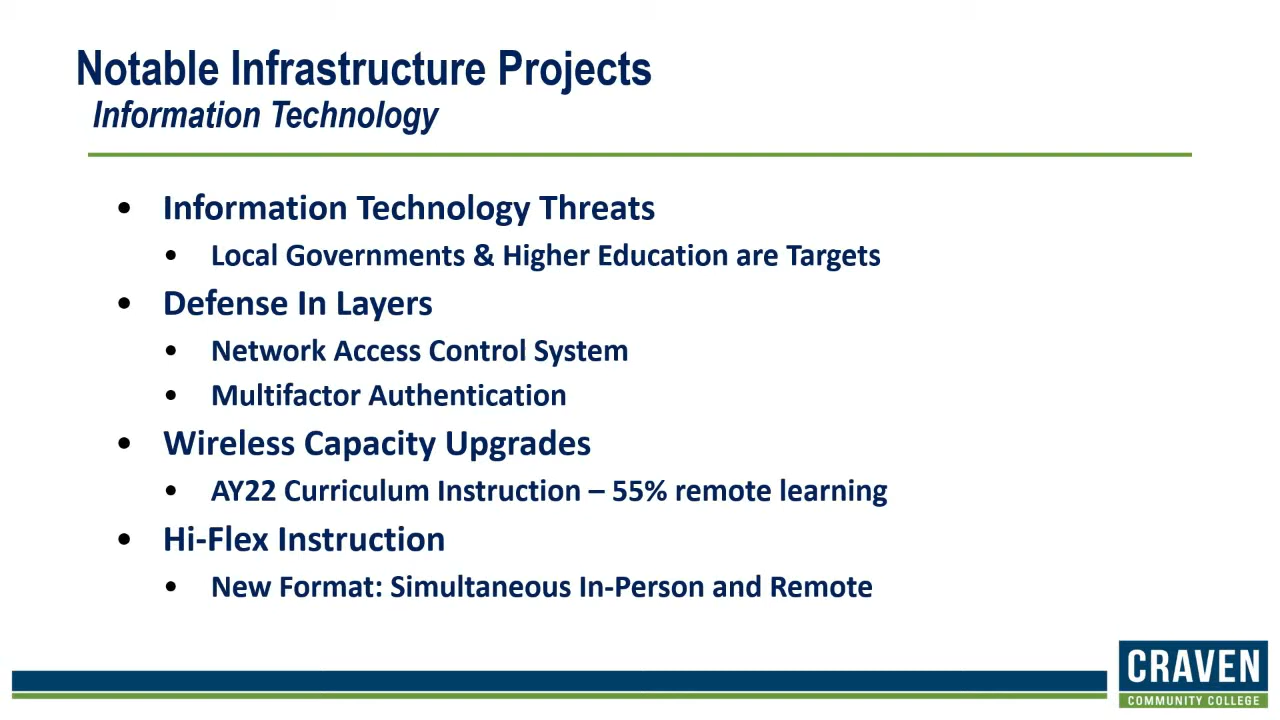 Notable Infrastructure Projects
Information Technology
• Information Technology Threats
• Local Governments & Higher Education are Targets
• Defense In Layers
• Network Access Control System
• Multifactor Authentication
• Wireless Capacity Upgrades
• AY22 Curriculum Instruction – 55% remote learning
• Hi-Flex Instruction
• New Format: Simultaneous In-Person and Remote
CRAVEN
COMMUNITY COLLEGE